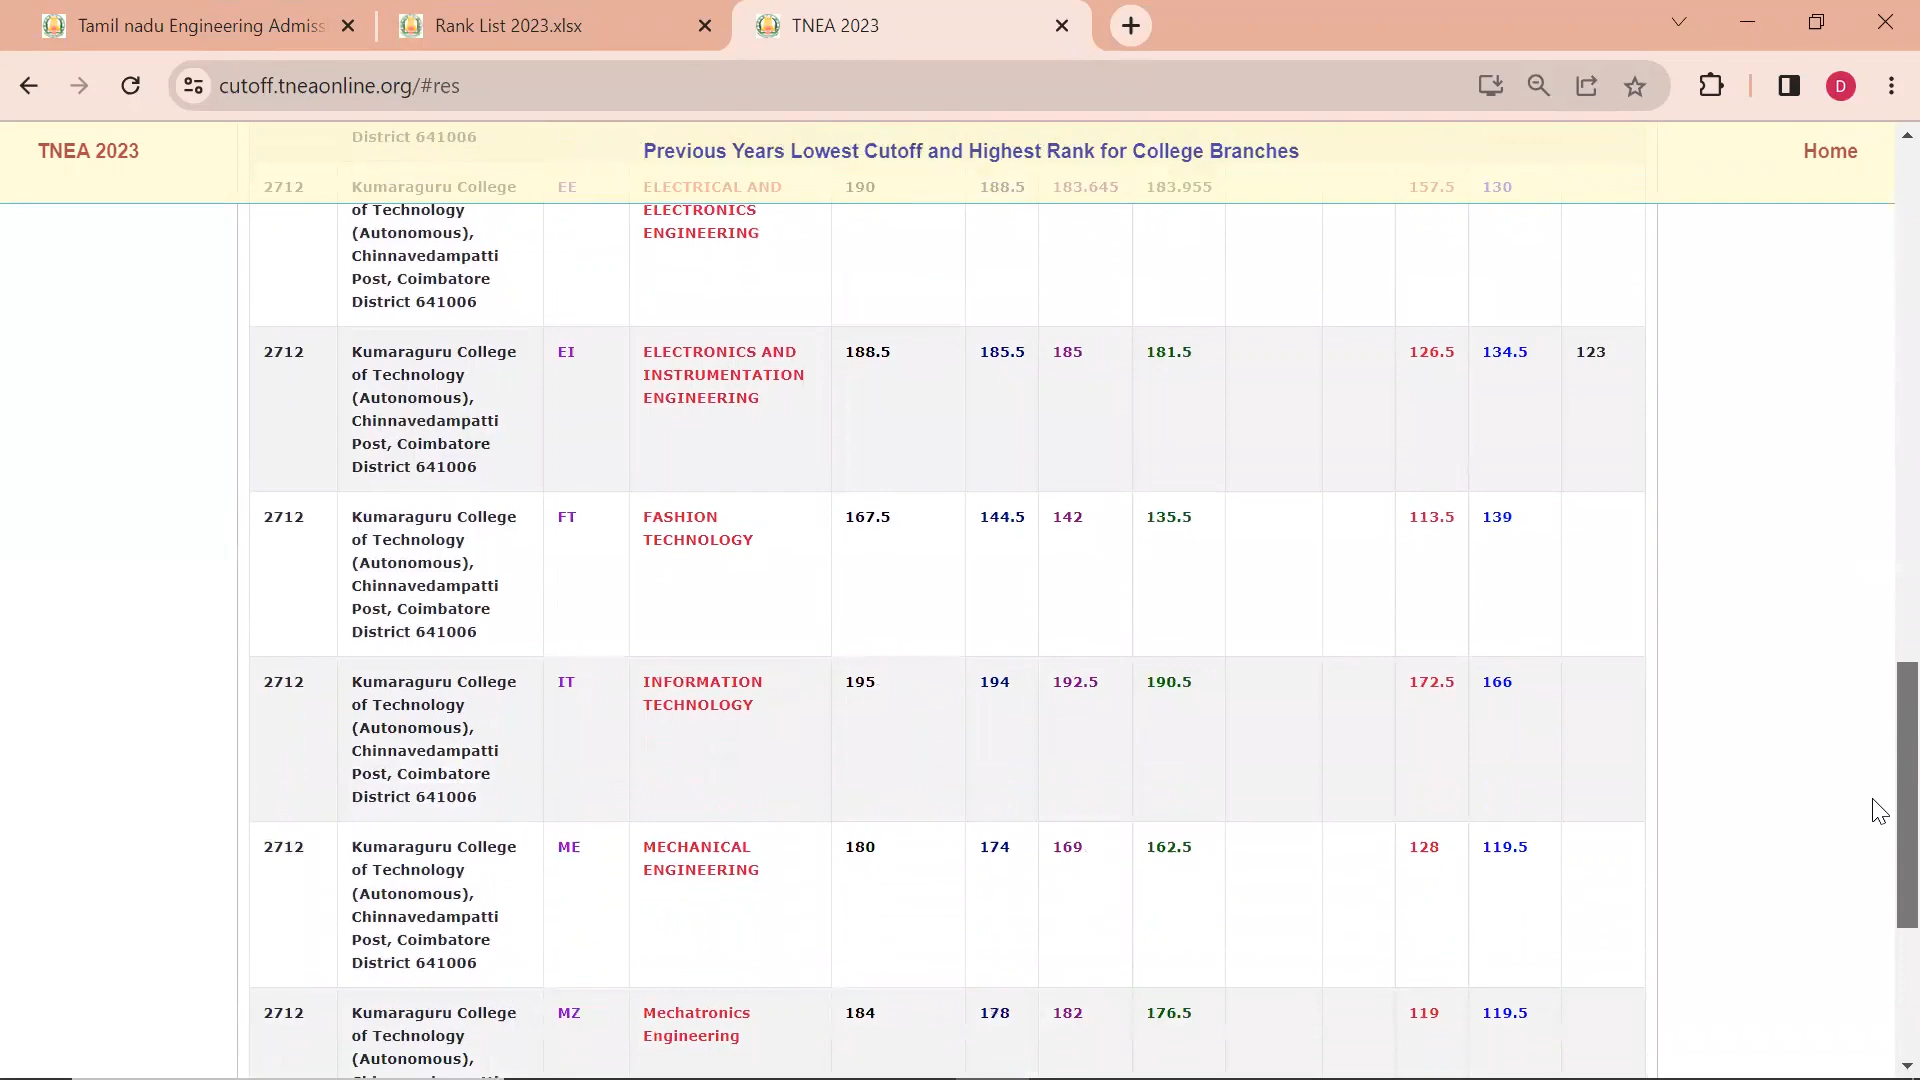 Tamil nadu Engineering Admiss
Rank List 2023.xlsx
TNEA 2023
cutoff.tneaonline.org/#res
D
TNEA 2023
Previous Years Lowest Cutoff and Highest Rank for College Branches
Home
District 641006
2712 Kumaraguru College EE ELECTRICAL AND 190 188.5 183.645 183.955 157.5 130
of Technology ELECTRONICS
(Autonomous), ENGINEERING
Chinnavedampatti
Post, Coimbatore
District 641006
2712 Kumaraguru College EI ELECTRONICS AND 188.5 185.5 185 181.5 126.5 134.5 123
of Technology INSTRUMENTATION
(Autonomous), ENGINEERING
Chinnavedampatti
Post, Coimbatore
District 641006
2712 Kumaraguru College FT FASHION 167.5 144.5 142 135.5 113.5 139
of Technology TECHNOLOGY
(Autonomous),
Chinnavedampatti
Post, Coimbatore
District 641006
2712 Kumaraguru College IT INFORMATION 195 194 192.5 190.5 172.5 166
of Technology TECHNOLOGY
(Autonomous),
Chinnavedampatti
Post, Coimbatore
District 641006
2712 Kumaraguru College ME MECHANICAL 180 174 169 162.5 128 119.5
of Technology ENGINEERING
(Autonomous),
Chinnavedampatti
Post, Coimbatore
District 641006
2712 Kumaraguru College MZ Mechatronics 184 178 182 176.5 119 119.5
of Technology Engineering
(Autonomous),